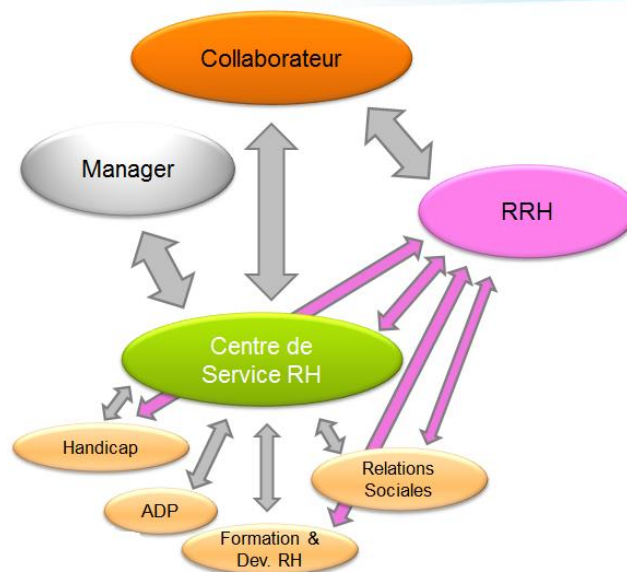 Collaborateur
Manager
RRH
Centre de
Service RH
Handicap
Relations
Sociales
ADP
Formation &
Dev. RH